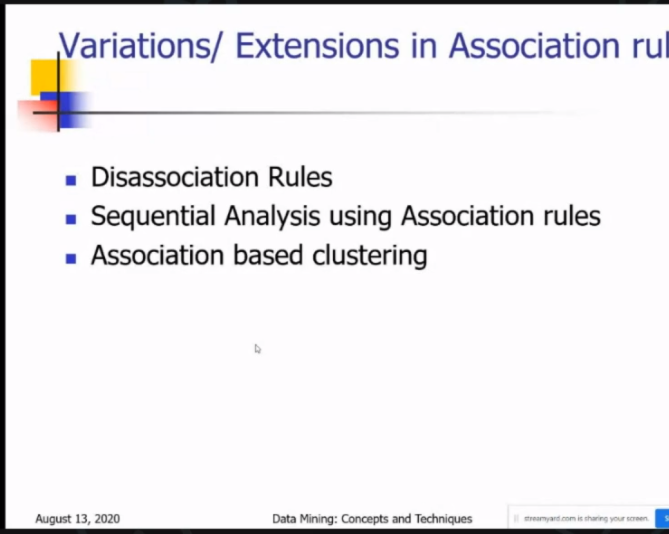 Variations/ Extensions in Association rul
Disassociation Rules
Sequential Analysis using Association rules
Association based clustering
August 13, 2020
Data Mining: Concepts and Techniques
streamyard.com is sharing your screen.
S